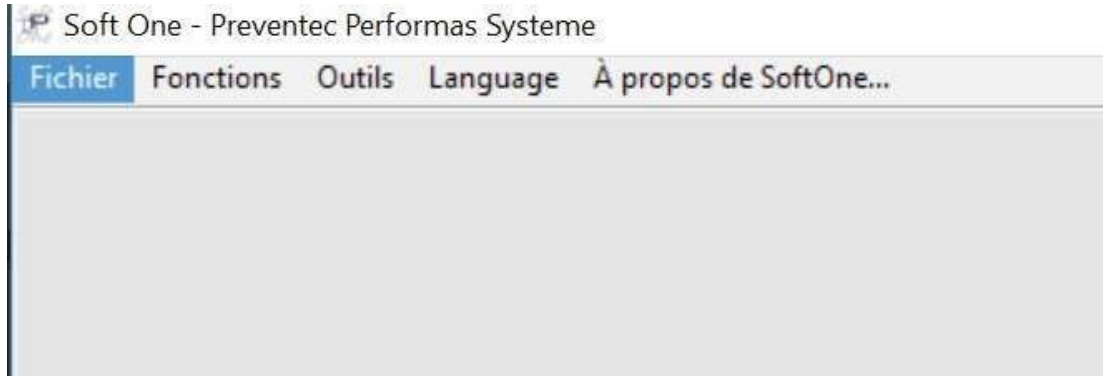 Soft One - Preventec Performas Systeme
Fichier Fonctions Outils Language À propos de SoftOne...